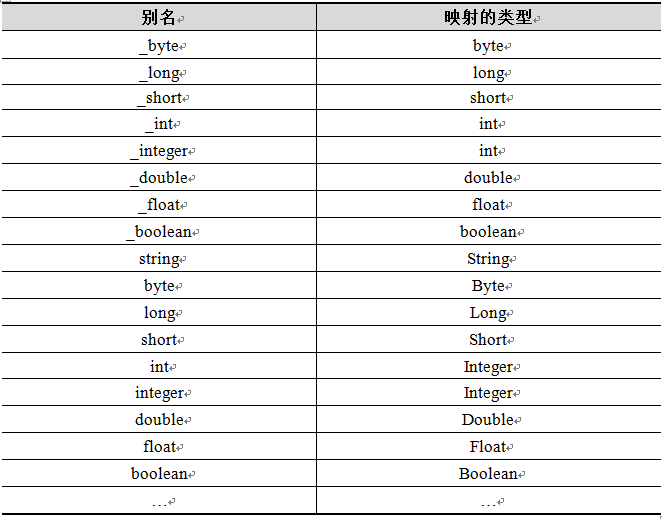 别名 映射的类型
_byte byte
_long long
_short short
_int int
_integer int
_double double
_float float
_boolean boolean
string String
byte Byte
long Long
short Short
int Integer
integer Integer
double Double
float Float
boolean Boolean
… …